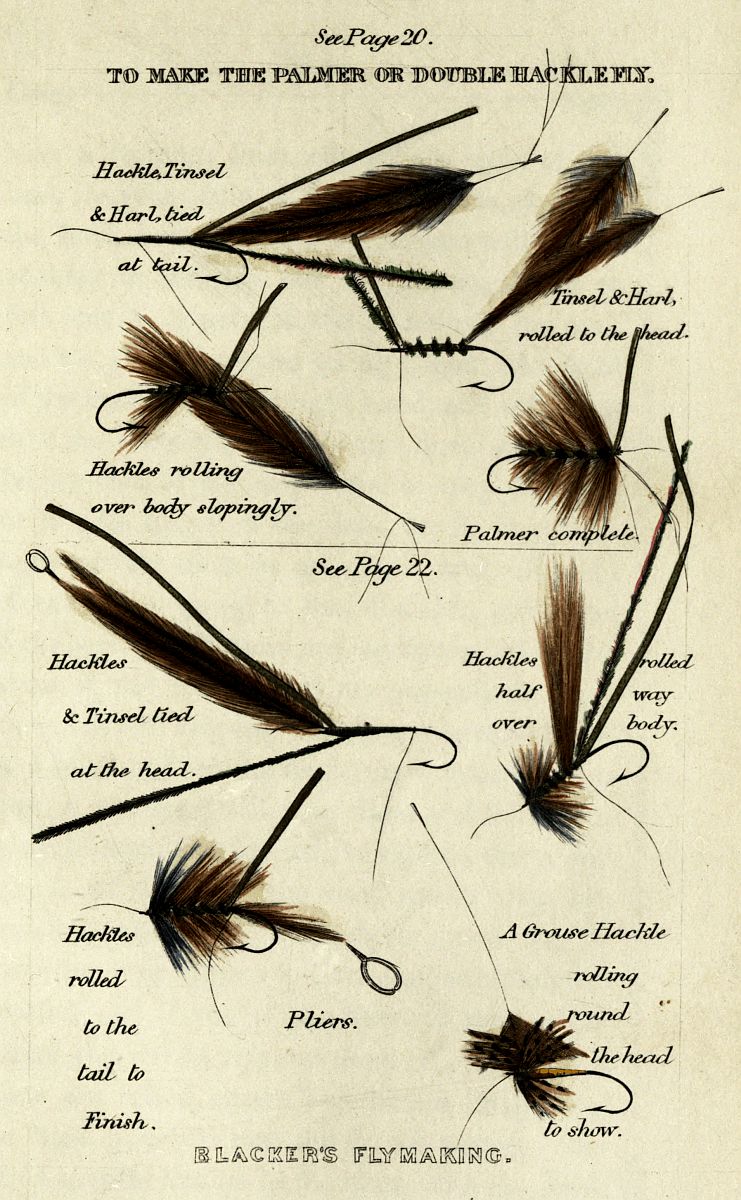 See Page 20.
TO MAKE THE PALMER OR DOUBLE HACKLE FLY.
Hackle, Tinsel
& Harl, tied
at tail.
Tinsel & Harl,
rolled to the head.
Hackles rolling
over body slopingly.
Palmer complete.
See Page 22.
Hackles
& Tinsel tied
at the head.
Hackles rolled
half way
over body.
Hackles
rolled
to the
tail to
Finish.
Pliers.
A Grouse Hackle
rolling
round
the head
to show.
BLACKER'S FLYMAKING.